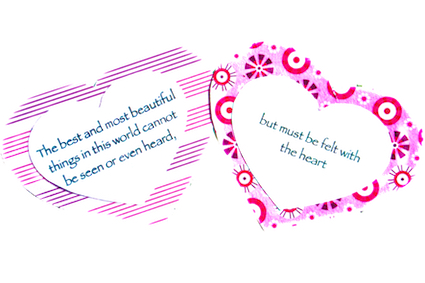 The best and most beautiful
things in this world cannot
be seen or even heard,
but must be felt with
the heart